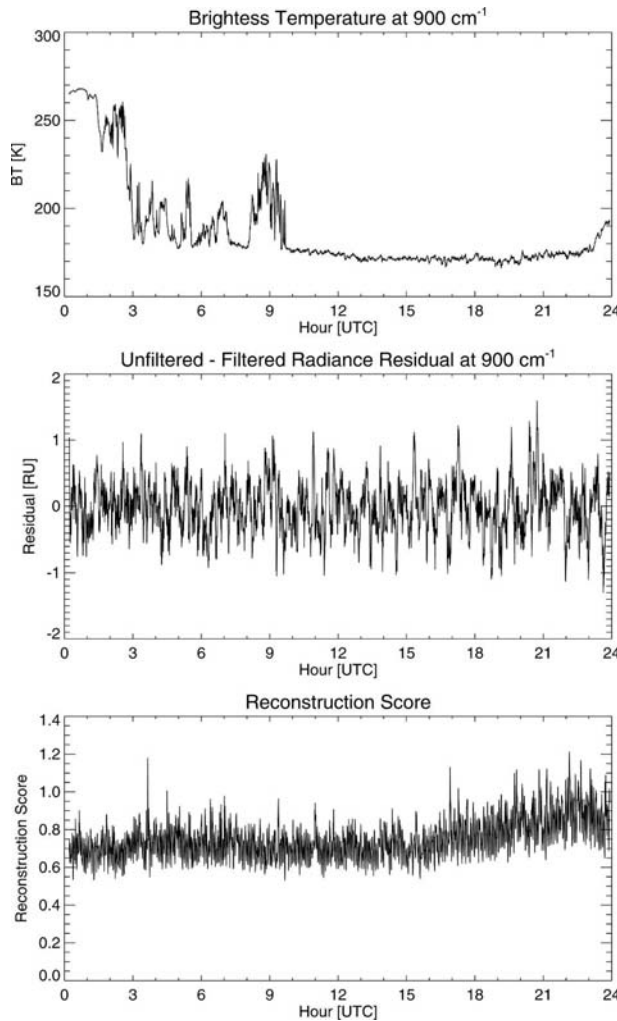 Brightess Temperature at 900 cm⁻¹
300
250
200
150
BT [K]
0 3 6 9 12 15 18 21 24
Hour [UTC]
Unfiltered - Filtered Radiance Residual at 900 cm⁻¹
2
1
0
-1
-2
Residual [RU]
0 3 6 9 12 15 18 21 24
Hour [UTC]
Reconstruction Score
1.4
1.2
1.0
0.8
0.6
0.4
0.2
0.0
Reconstruction Score
0 3 6 9 12 15 18 21 24
Hour [UTC]